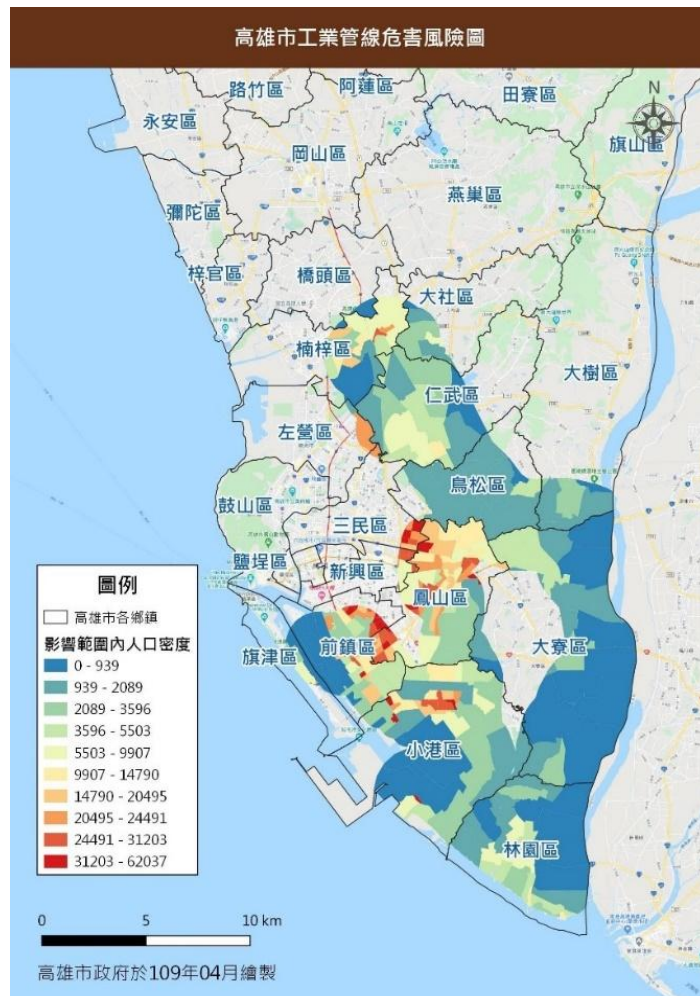 高雄市工業管線危害風險圖
N
路竹區
阿蓮區
田寮區
永安區
旗山區
岡山區
燕巢區
彌陀區
梓官區
橋頭區
大社區
楠梓區
大樹區
仁武區
左營區
鳥松區
鼓山區
三民區
鹽埕區
新興區
鳳山區
前鎮區
大寮區
旗津區
小港區
林園區
圖例
高雄市各鄉鎮
影響範圍內人口密度
0 - 939
939 - 2089
2089 - 3596
3596 - 5503
5503 - 9907
9907 - 14790
14790 - 20495
20495 - 24491
24491 - 31203
31203 - 62037
0 5 10 km
高雄市政府於109年04月繪製